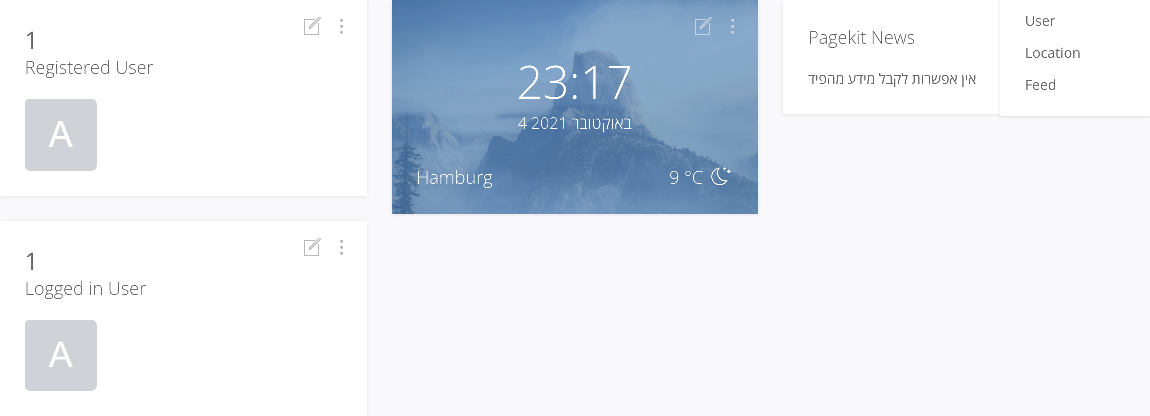 1
Registered User
A
1
Logged in User
A
23:17
4 באוקטובר 2021
Hamburg
9 °C
Pagekit News
אין אפשרות לקבל מידע מהפיד
User
Location
Feed